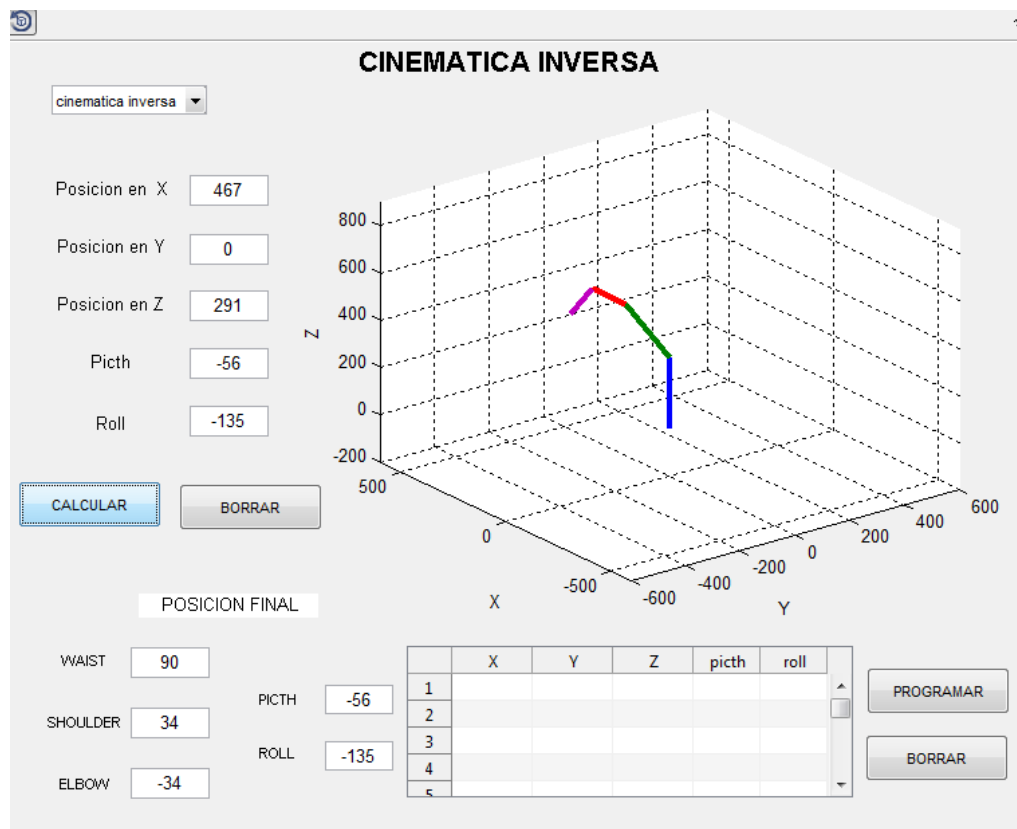 CINEMATICA INVERSA
cinematica inversa
Posicion en X 467
Posicion en Y 0
Posicion en Z 291
Picth -56
Roll -135
CALCULAR BORRAR
800
600
400
200
0
-200
Z
500
0
-500
X
-600
-400
-200
0
200
400
600
Y
POSICION FINAL
WAIST 90
SHOULDER 34
ELBOW -34
PICTH -56
ROLL -135
X Y Z picth roll
1
2
3
4
5
PROGRAMAR
BORRAR